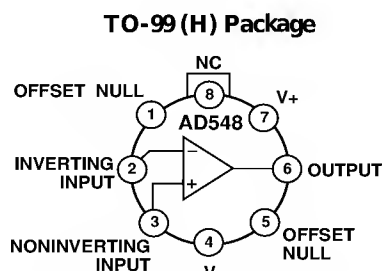 TO-99 (H) Package
NC
OFFSET NULL
8
V+
1
AD548
7
INVERTING
INPUT
2
−
6
OUTPUT
+
3
5
NONINVERTING
INPUT
4
OFFSET
NULL
V